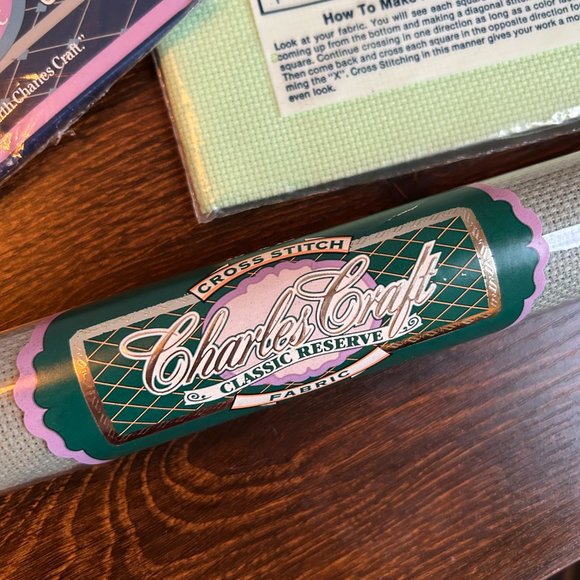 with Charles Craft."
How To Make
Look at your fabric. You will see each squa
coming up from the bottom and making a diagonal stitch
square. Continue crossing in one direction as long as a color
Then come back and cross each square in the opposite direction
ming the "X". Cross Stitching in this manner gives your work a mo
even look.
CROSS STITCH
Charles Craft
CLASSIC RESERVE
FABRIC